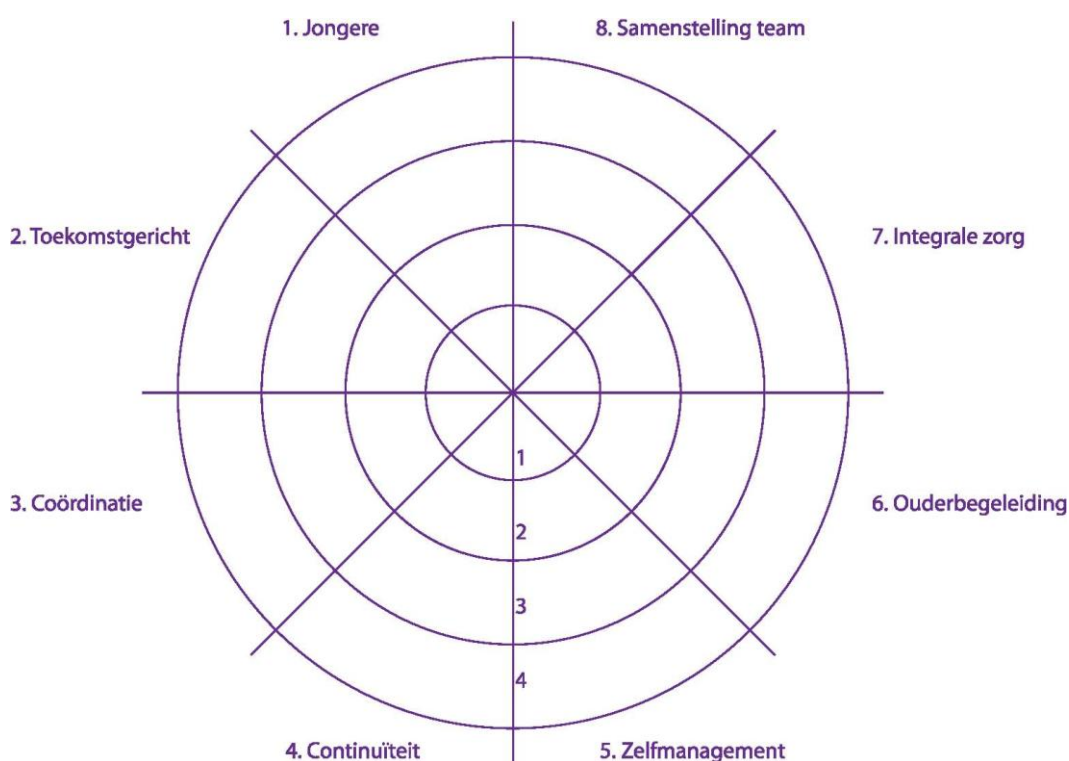 1. Jongere
8. Samenstelling team
2. Toekomstgericht
7. Integrale zorg
1
3. Coördinatie
6. Ouderbegeleiding
2
3
4
4. Continuïteit
5. Zelfmanagement